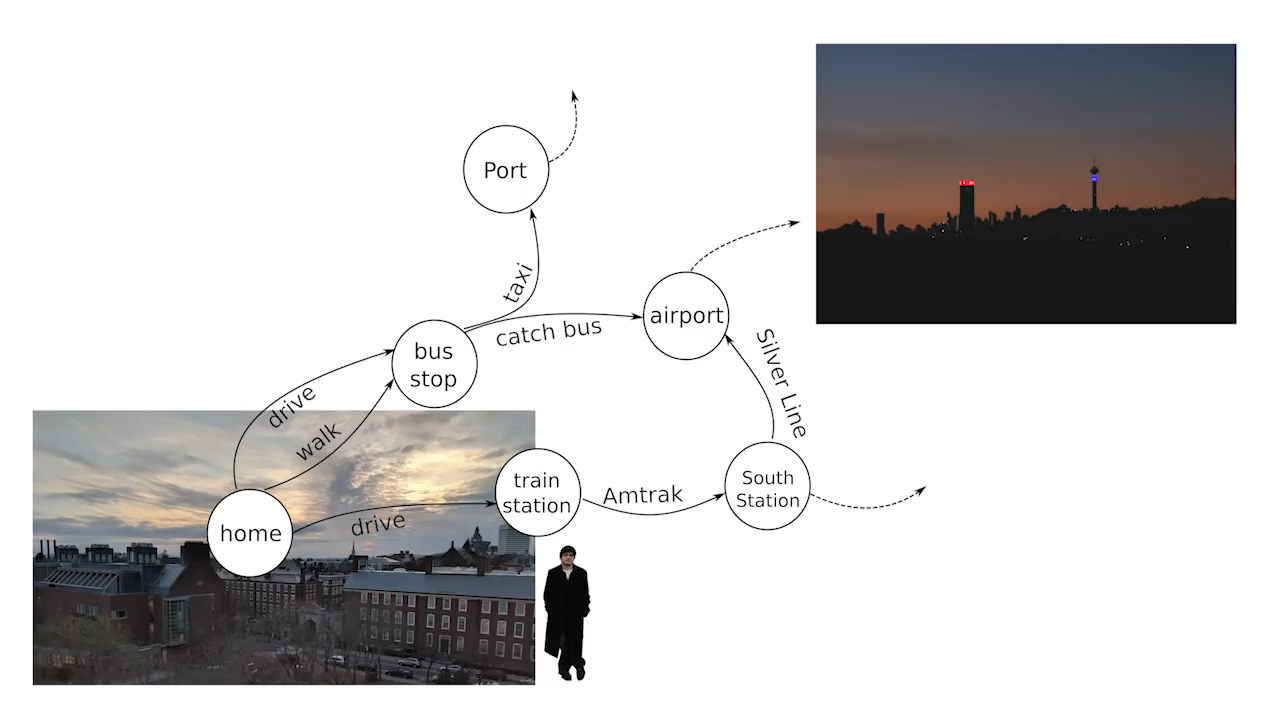 Port
taxi
airport
catch bus
bus
stop
Silver Line
drive
walk
train
station
Amtrak
South
Station
home
drive